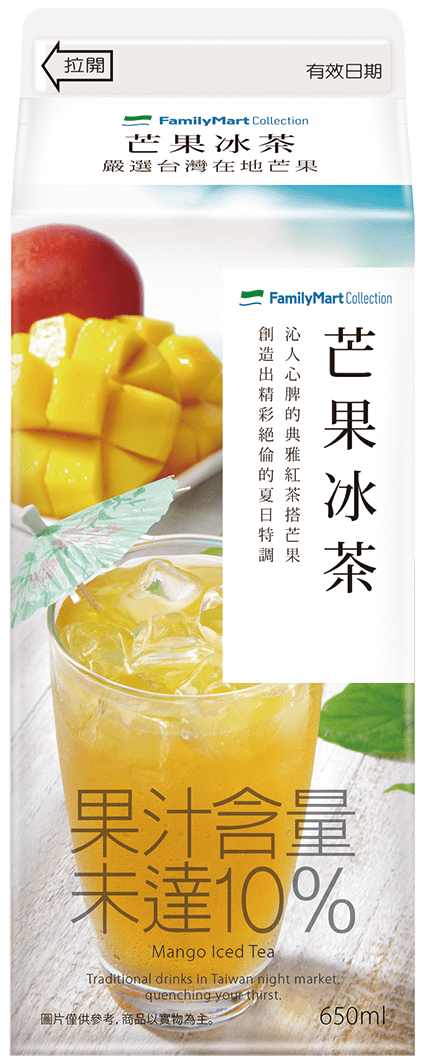 拉開
有效日期
FamilyMart Collection
芒果冰茶
嚴選台灣在地芒果
FamilyMart Collection
芒果冰茶
沁人心脾的典雅紅茶搭芒果
創造出精彩絕倫的夏日特調
果汁含量
未達10%
Mango Iced Tea
Traditional drinks in Taiwan night market,
quenching your thirst.
圖片僅供參考，商品以實物為主。
650ml